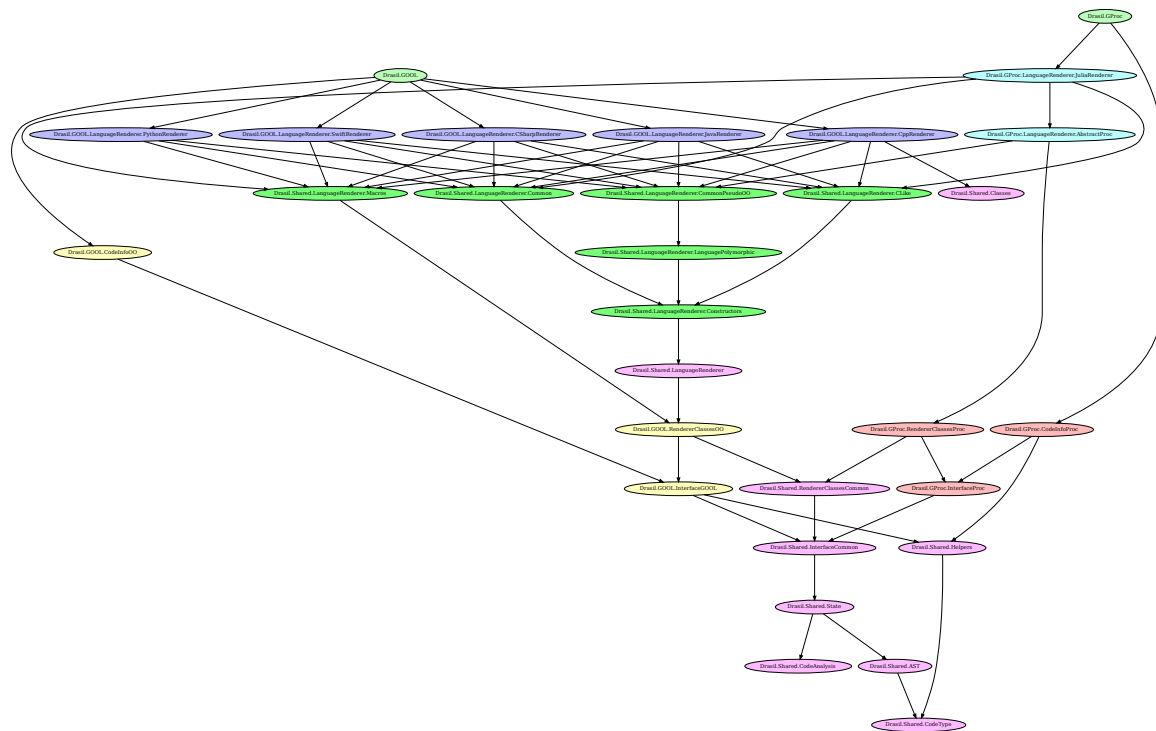 Drasil.GProc
Drasil.GOOL
Drasil.GProc.LanguageRenderer.JuliaRenderer
Drasil.GOOL.LanguageRenderer.PythonRenderer
Drasil.GOOL.LanguageRenderer.SwiftRenderer
Drasil.GOOL.LanguageRenderer.CSharpRenderer
Drasil.GOOL.LanguageRenderer.JavaRenderer
Drasil.GOOL.LanguageRenderer.CppRenderer
Drasil.GProc.LanguageRenderer.AbstractProc
Drasil.Shared.LanguageRenderer.Macros
Drasil.Shared.LanguageRenderer.Common
Drasil.Shared.LanguageRenderer.CommonPseudoOO
Drasil.Shared.LanguageRenderer.CLike
Drasil.Shared.Classes
Drasil.GOOL.CodeInfoOO
Drasil.Shared.LanguageRenderer.LanguagePolymorphic
Drasil.Shared.LanguageRenderer.Constructors
Drasil.Shared.LanguageRenderer
Drasil.GOOL.RendererClassesOO
Drasil.GProc.RendererClassesProc
Drasil.GProc.CodeInfoProc
Drasil.GOOL.InterfaceGOOL
Drasil.Shared.RendererClassesCommon
Drasil.GProc.InterfaceProc
Drasil.Shared.InterfaceCommon
Drasil.Shared.Helpers
Drasil.Shared.State
Drasil.Shared.CodeAnalysis
Drasil.Shared.AST
Drasil.Shared.CodeType